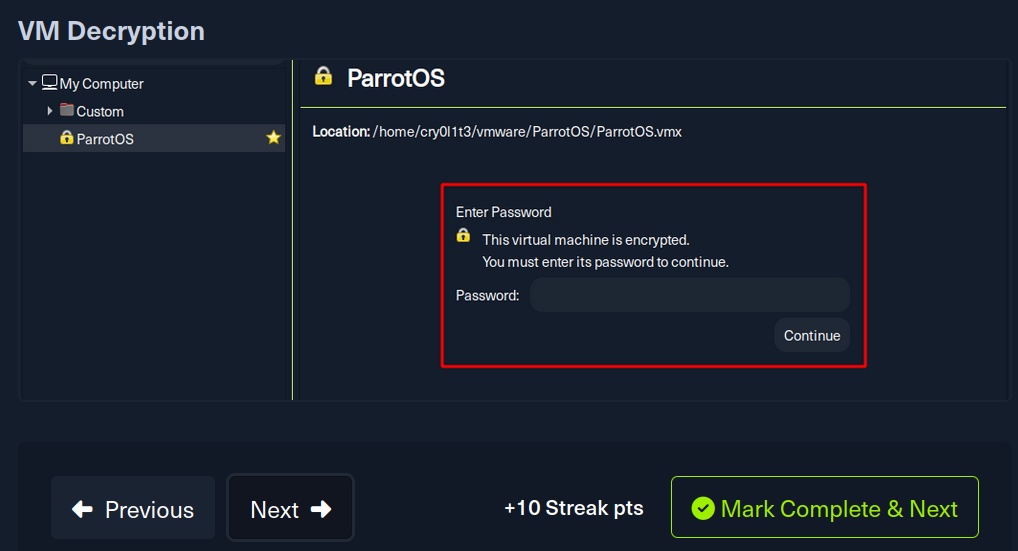 VM Decryption
My Computer
Custom
ParrotOS
ParrotOS
Location: /home/cry0l1t3/vmware/ParrotOS/ParrotOS.vmx
Enter Password
This virtual machine is encrypted.
You must enter its password to continue.
Password:
Continue
Previous
Next
+10 Streak pts
Mark Complete & Next